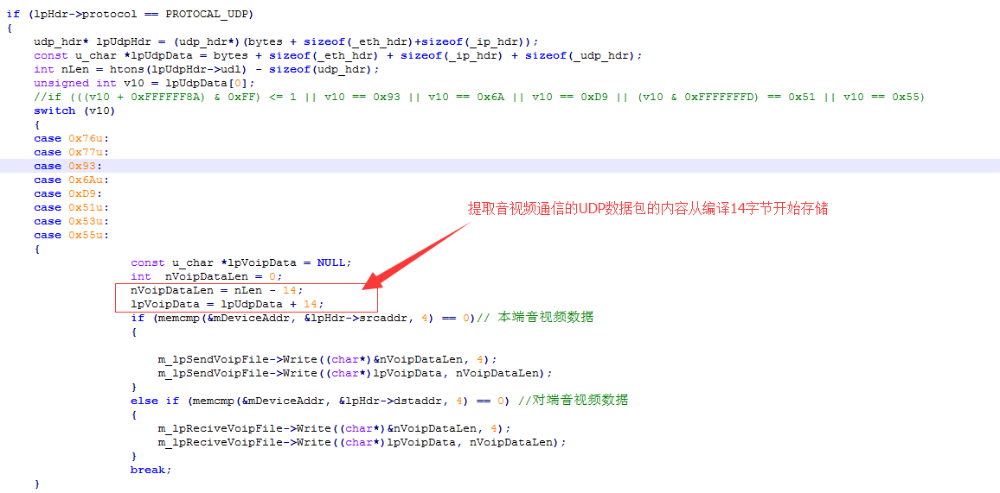 if (lpHdr->protocol == PROTOCAL_UDP)
{
udp_hdr* lpUdpHdr = (udp_hdr*)(bytes + sizeof(_eth_hdr)+sizeof(_ip_hdr));
const u_char *lpUdpData = bytes + sizeof(_eth_hdr) + sizeof(_ip_hdr) + sizeof(_udp_hdr);
int nLen = htons(lpUdpHdr->udl) - sizeof(udp_hdr);
unsigned int v10 = lpUdpData[0];
//if (((v10 + 0xFFFFFF8A) & 0xFF) <= 1 || v10 == 0x93 || v10 == 0x6A || v10 == 0xD9 || (v10 & 0xFFFFFFFD) == 0x51 || v10 == 0x55)
switch (v10)
{
case 0x76u:
case 0x77u:
case 0x93:
case 0x6Au:
case 0xD9:
case 0x51u:
case 0x53u:
case 0x55u:
提取音视频通信的UDP数据包的内容从编译14字节开始存储
{
const u_char *lpVoipData = NULL;
int nVoipDataLen = 0;
nVoipDataLen = nLen - 14;
lpVoipData = lpUdpData + 14;
if (memcmp(&mDeviceAddr, &lpHdr->srcaddr, 4) == 0)// 本端音视频数据
{
m_lpSendVoipFile->Write((char*)&nVoipDataLen, 4);
m_lpSendVoipFile->Write((char*)lpVoipData, nVoipDataLen);
}
else if (memcmp(&mDeviceAddr, &lpHdr->dstaddr, 4) == 0) //对端音视频数据
{
m_lpReciveVoipFile->Write((char*)&nVoipDataLen, 4);
m_lpReciveVoipFile->Write((char*)lpVoipData, nVoipDataLen);
}
break;
}